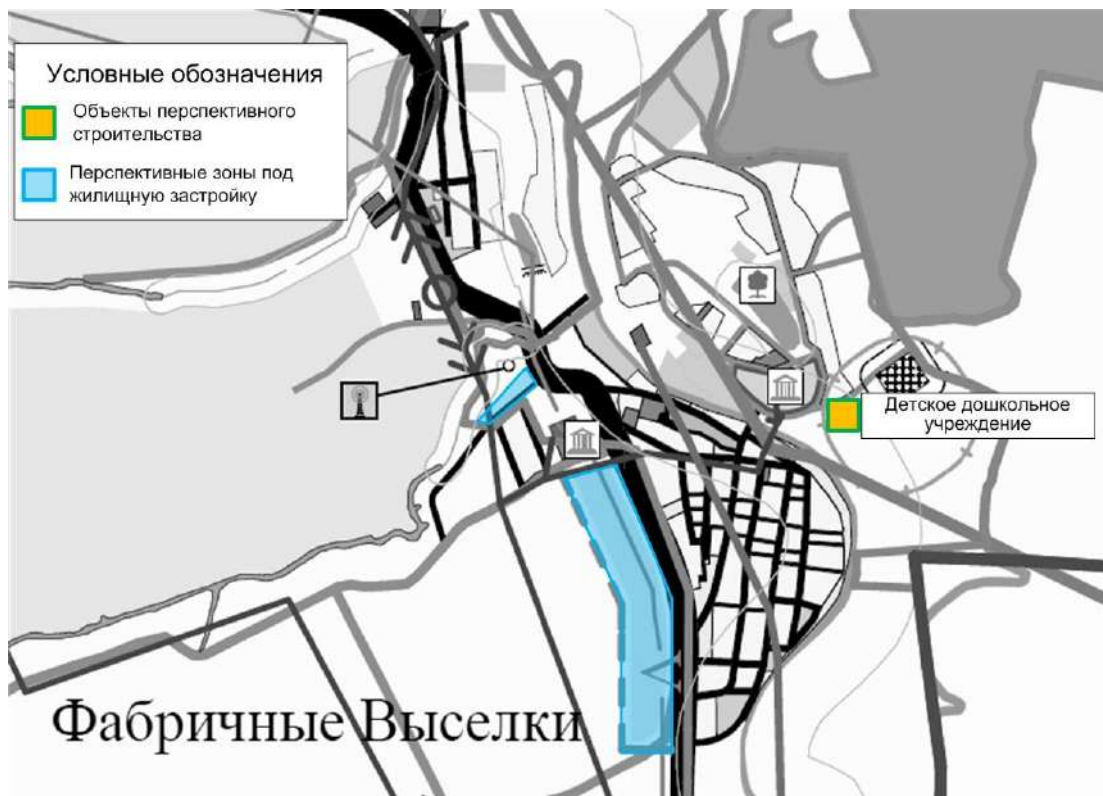 Условные обозначения
Объекты перспективного
строительства
Перспективные зоны под
жилищную застройку
Детское дошкольное
учреждение
Фабричные Выселки